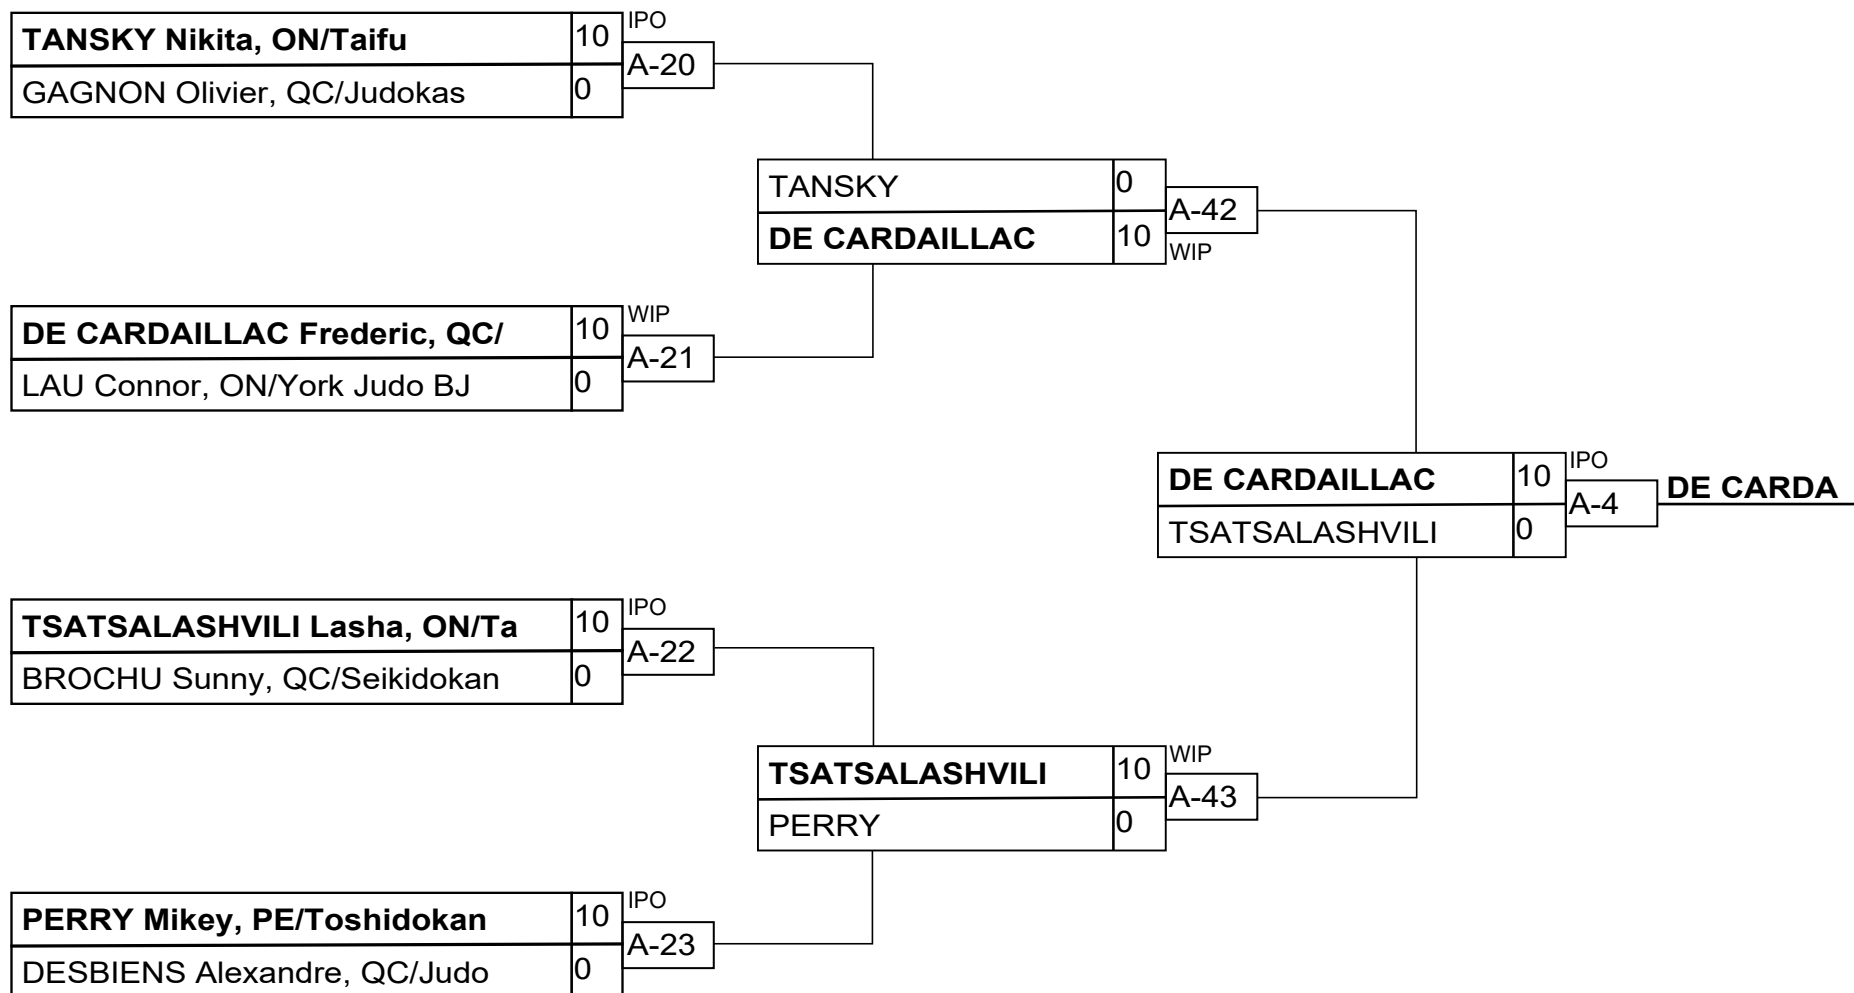 TANSKY Nikita, ON/Taifu 10 IPO
A-20
GAGNON Olivier, QC/Judokas 0
TANSKY 0
A-42
DE CARDAILLAC 10 WIP
DE CARDAILLAC Frederic, QC/ 10 WIP
A-21
LAU Connor, ON/York Judo BJ 0
DE CARDAILLAC 10 IPO
A-4 DE CARDA
TSATSALASHVILI 0
TSATSALASHVILI Lasha, ON/Ta 10 IPO
A-22
BROCHU Sunny, QC/Seikidokan 0
TSATSALASHVILI 10 WIP
A-43
PERRY 0
PERRY Mikey, PE/Toshidokan 10 IPO
A-23
DESBIENS Alexandre, QC/Judo 0